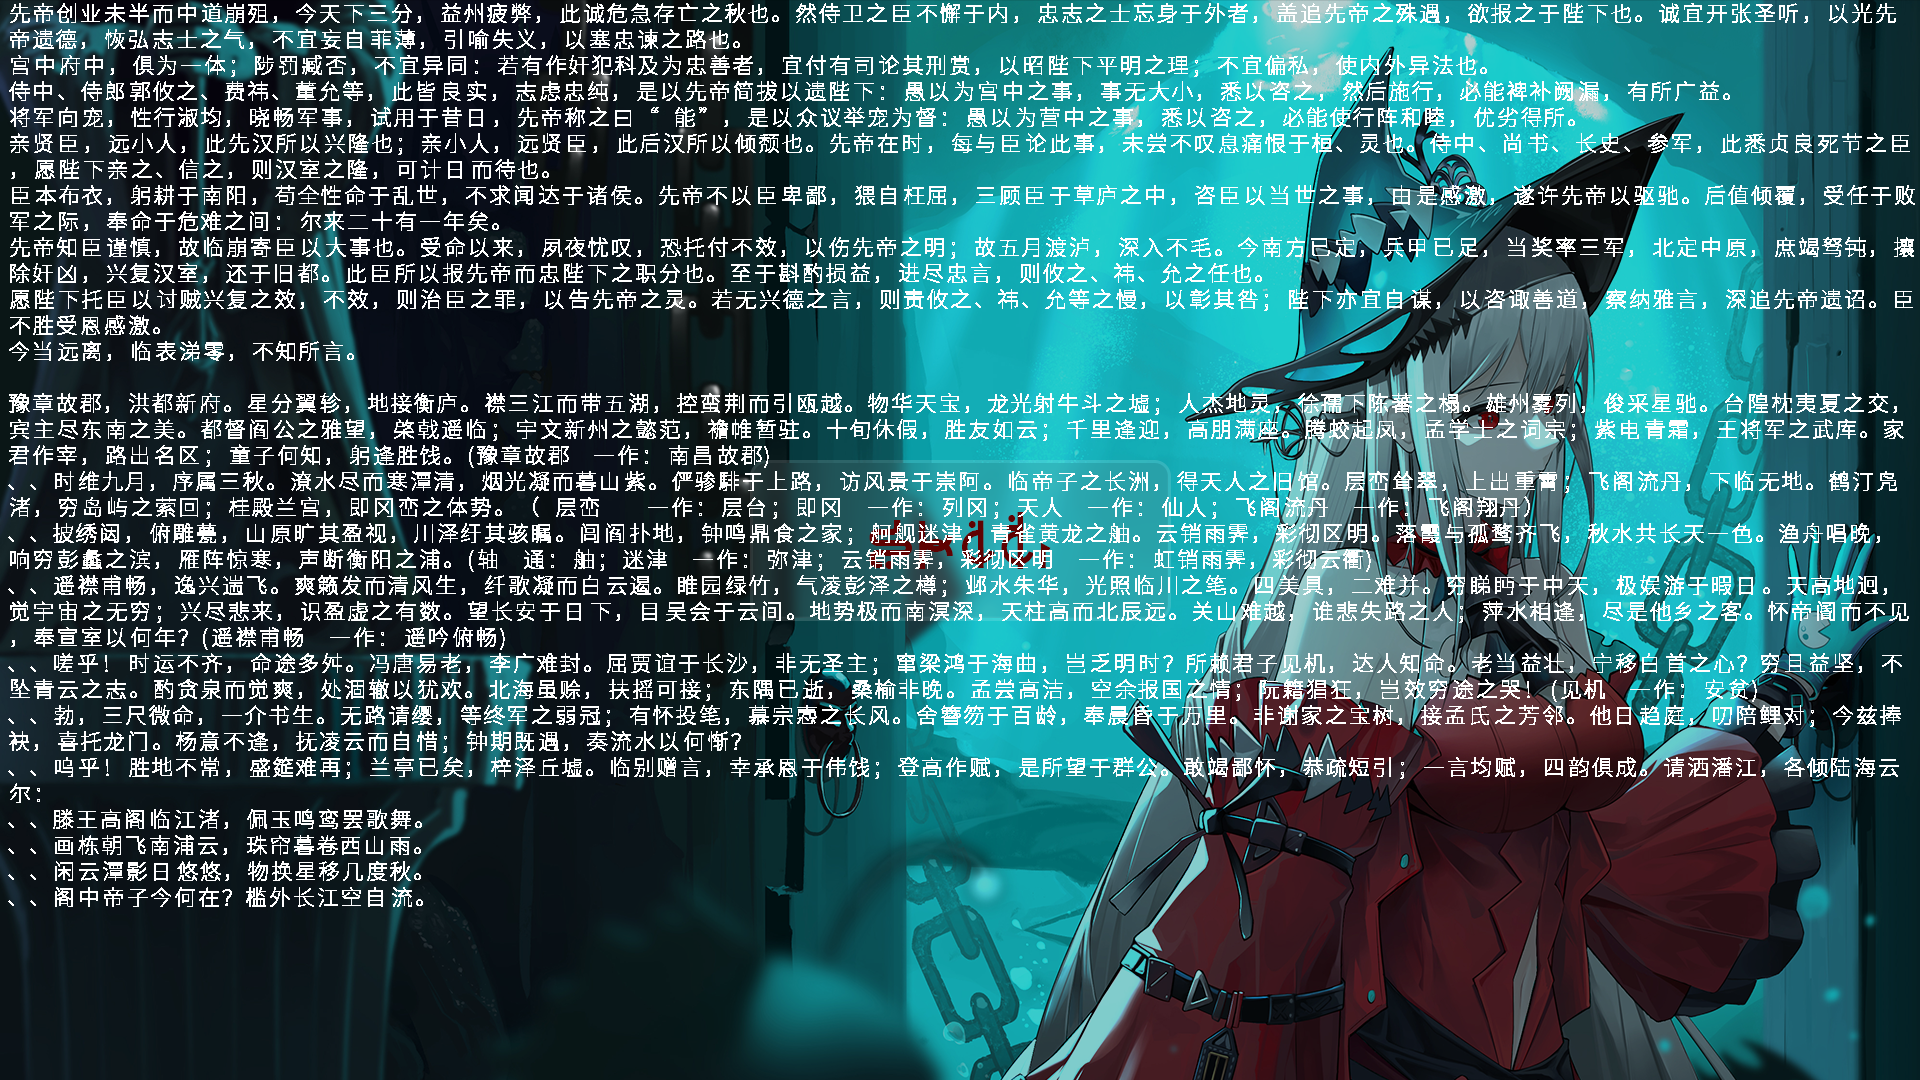 先帝创业未半而中道崩殂，今天下三分，益州疲弊，此诚危急存亡之秋也。然侍卫之臣不懈于内，忠志之士忘身于外者，盖追先帝之殊遇，欲报之于陛下也。诚宜开张圣听，以光先
帝遗德，恢弘志士之气，不宜妄自菲薄，引喻失义，以塞忠谏之路也。
宫中府中，俱为一体；陟罚臧否，不宜异同：若有作奸犯科及为忠善者，宜付有司论其刑赏，以昭陛下平明之理；不宜偏私，使内外异法也。
侍中、侍郎郭攸之、费祎、董允等，此皆良实，志虑忠纯，是以先帝简拔以遗陛下：愚以为宫中之事，事无大小，悉以咨之，然后施行，必能裨补阙漏，有所广益。
将军向宠，性行淑均，晓畅军事，试用于昔日，先帝称之曰“能”，是以众议举宠为督：愚以为营中之事，悉以咨之，必能使行阵和睦，优劣得所。
亲贤臣，远小人，此先汉所以兴隆也；亲小人，远贤臣，此后汉所以倾颓也。先帝在时，每与臣论此事，未尝不叹息痛恨于桓、灵也。侍中、尚书、长史、参军，此悉贞良死节之臣
，愿陛下亲之、信之，则汉室之隆，可计日而待也。
臣本布衣，躬耕于南阳，苟全性命于乱世，不求闻达于诸侯。先帝不以臣卑鄙，猥自枉屈，三顾臣于草庐之中，咨臣以当世之事，由是感激，遂许先帝以驱驰。后值倾覆，受任于败
军之际，奉命于危难之间：尔来二十有一年矣。
先帝知臣谨慎，故临崩寄臣以大事也。受命以来，夙夜忧叹，恐托付不效，以伤先帝之明；故五月渡泸，深入不毛。今南方已定，兵甲已足，当奖率三军，北定中原，庶竭驽钝，攘
除奸凶，兴复汉室，还于旧都。此臣所以报先帝而忠陛下之职分也。至于斟酌损益，进尽忠言，则攸之、祎、允之任也。
愿陛下托臣以讨贼兴复之效，不效，则治臣之罪，以告先帝之灵。若无兴德之言，则责攸之、祎、允等之慢，以彰其咎；陛下亦宜自谋，以咨诹善道，察纳雅言，深追先帝遗诏。臣
不胜受恩感激。
今当远离，临表涕零，不知所言。
豫章故郡，洪都新府。星分翼轸，地接衡庐。襟三江而带五湖，控蛮荆而引瓯越。物华天宝，龙光射牛斗之墟；人杰地灵，徐孺下陈蕃之榻。雄州雾列，俊采星驰。台隍枕夷夏之交，
宾主尽东南之美。都督阎公之雅望，棨戟遥临；宇文新州之懿范，襜帷暂驻。十旬休假，胜友如云；千里逢迎，高朋满座。腾蛟起凤，孟学士之词宗；紫电青霜，王将军之武库。家
君作宰，路出名区；童子何知，躬逢胜饯。(豫章故郡 一作：南昌故郡)
、、时维九月，序属三秋。潦水尽而寒潭清，烟光凝而暮山紫。俨骖騑于上路，访风景于崇阿。临帝子之长洲，得天人之旧馆。层峦耸翠，上出重霄；飞阁流丹，下临无地。鹤汀凫
渚，穷岛屿之萦回；桂殿兰宫，即冈峦之体势。（ 层峦 一作：层台；即冈 一作：列冈；天人 一作：仙人；飞阁流丹 一作：飞阁翔丹）
、、披绣闼，俯雕甍，山原旷其盈视，川泽纡其骇瞩。闾阎扑地，钟鸣鼎食之家；舸舰迷津，青雀黄龙之舳。云销雨霁，彩彻区明。落霞与孤鹜齐飞，秋水共长天一色。渔舟唱晚，
响穷彭蠡之滨，雁阵惊寒，声断衡阳之浦。(轴 通：舳；迷津 一作：弥津；云销雨霁，彩彻区明 一作：虹销雨霁，彩彻云衢)
、、遥襟甫畅，逸兴遄飞。爽籁发而清风生，纤歌凝而白云遏。睢园绿竹，气凌彭泽之樽；邺水朱华，光照临川之笔。四美具，二难并。穷睇眄于中天，极娱游于暇日。天高地迥，
觉宇宙之无穷；兴尽悲来，识盈虚之有数。望长安于日下，目吴会于云间。地势极而南溟深，天柱高而北辰远。关山难越，谁悲失路之人；萍水相逢，尽是他乡之客。怀帝阍而不见
，奉宣室以何年？(遥襟甫畅 一作：遥吟俯畅)
、、嗟乎！时运不齐，命途多舛。冯唐易老，李广难封。屈贾谊于长沙，非无圣主；窜梁鸿于海曲，岂乏明时？所赖君子见机，达人知命。老当益壮，宁移白首之心？穷且益坚，不
坠青云之志。酌贪泉而觉爽，处涸辙以犹欢。北海虽赊，扶摇可接；东隅已逝，桑榆非晚。孟尝高洁，空余报国之情；阮籍猖狂，岂效穷途之哭！(见机 一作：安贫)
、、勃，三尺微命，一介书生。无路请缨，等终军之弱冠；有怀投笔，慕宗悫之长风。舍簪笏于百龄，奉晨昏于万里。非谢家之宝树，接孟氏之芳邻。他日趋庭，叨陪鲤对；今兹捧
袂，喜托龙门。杨意不逢，抚凌云而自惜；钟期既遇，奏流水以何惭？
、、呜乎！胜地不常，盛筵难再；兰亭已矣，梓泽丘墟。临别赠言，幸承恩于伟饯；登高作赋，是所望于群公。敢竭鄙怀，恭疏短引；一言均赋，四韵俱成。请洒潘江，各倾陆海云
尔：
、、滕王高阁临江渚，佩玉鸣鸾罢歌舞。
、、画栋朝飞南浦云，珠帘暮卷西山雨。
、、闲云潭影日悠悠，物换星移几度秋。
、、阁中帝子今何在？槛外长江空自流。